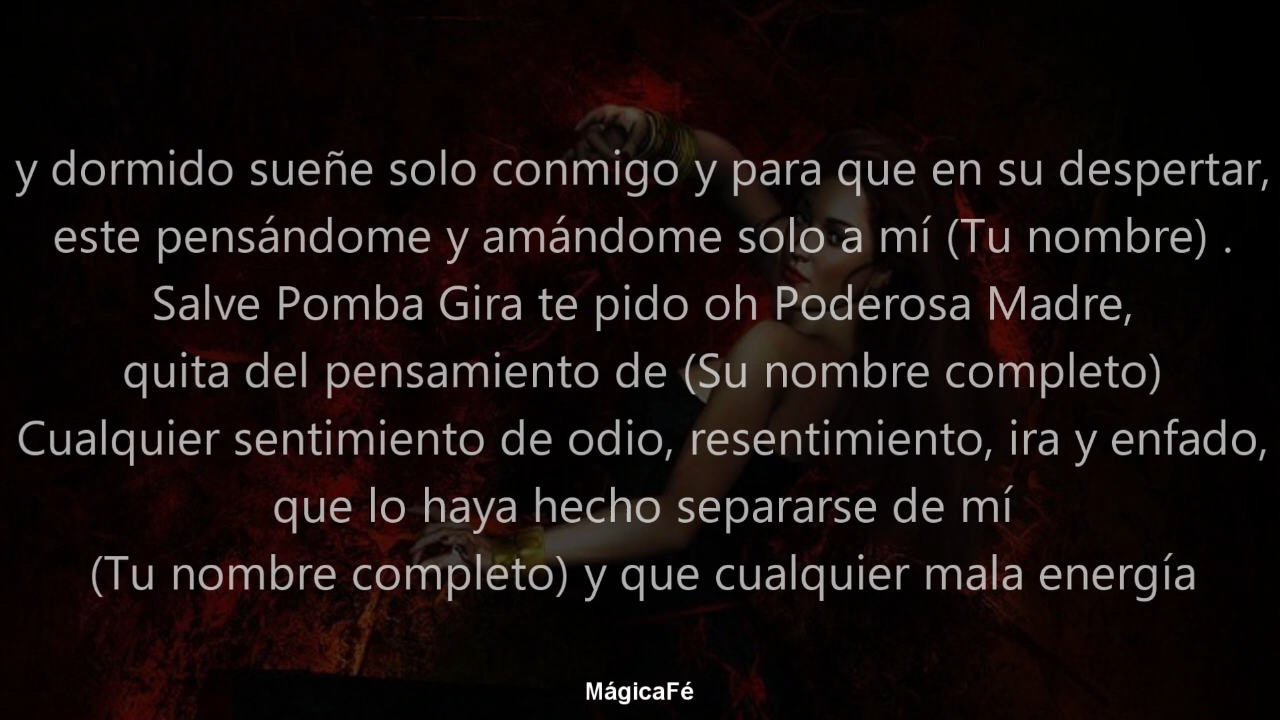 y dormido sueñe solo conmigo y para que en su despertar,
este pensándome y amándome solo a mí (Tu nombre) .
Salve Pomba Gira te pido oh Poderosa Madre,
quita del pensamiento de (Su nombre completo)
Cualquier sentimiento de odio, resentimiento, ira y enfado,
que lo haya hecho separarse de mí
(Tu nombre completo) y que cualquier mala energía
MágicaFé